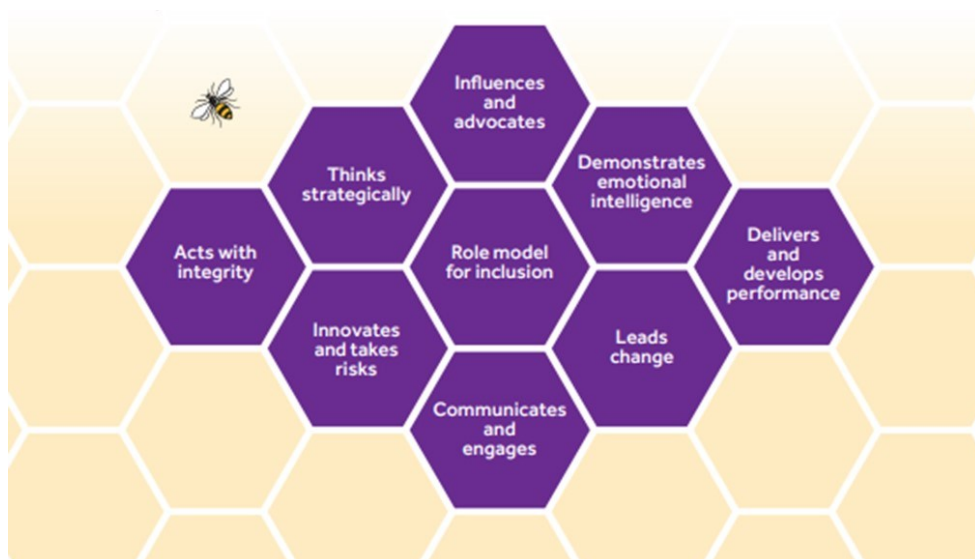 Influences
and
advocates
Thinks
strategically
Demonstrates
emotional
intelligence
Acts with
integrity
Role model
for inclusion
Delivers
and
develops
performance
Innovates
and takes
risks
Leads
change
Communicates
and
engages